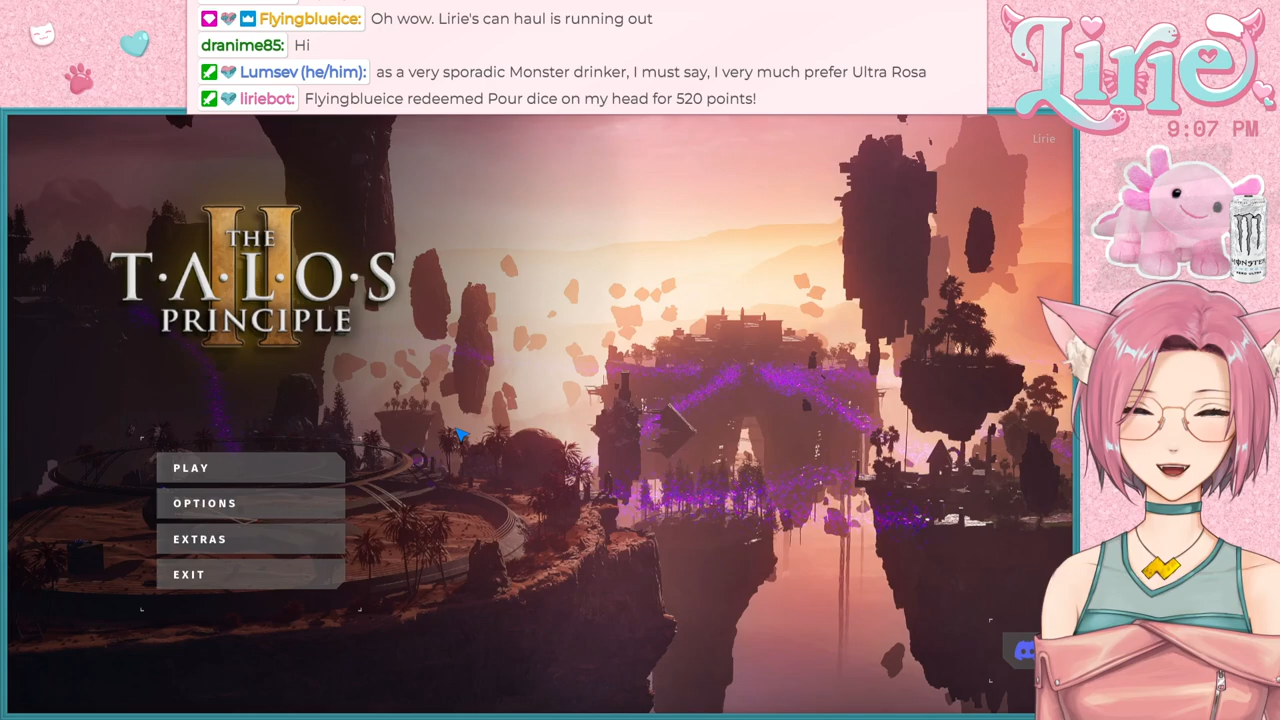 Flyingblueice: Oh wow. Lirie's can haul is running out
dranime85: Hi
Lumsev (he/him): as a very sporadic Monster drinker, I must say, I very much prefer Ultra Rosa
liriebot: Flyingblueice redeemed Pour dice on my head for 520 points!
Lirie
9:07 PM
Lirie
MONSTER
II
THE
T·A·L·O·S
PRINCIPLE
PLAY
OPTIONS
EXTRAS
EXIT